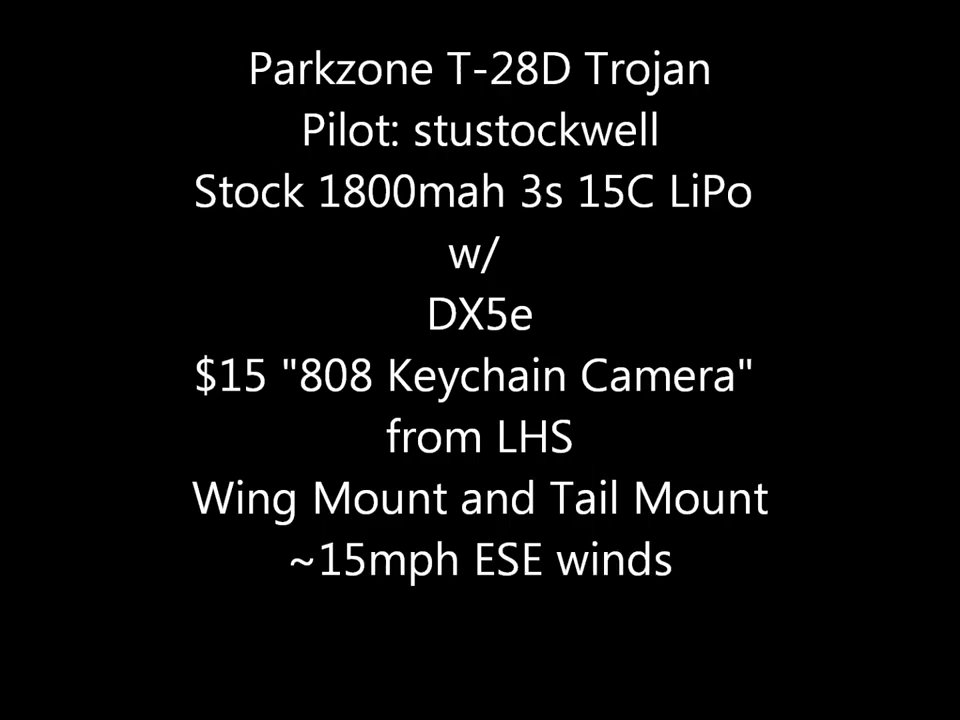 Parkzone T-28D Trojan
Pilot: stustockwell
Stock 1800mah 3s 15C LiPo
w/
DX5e
$15 "808 Keychain Camera"
from LHS
Wing Mount and Tail Mount
~15mph ESE winds